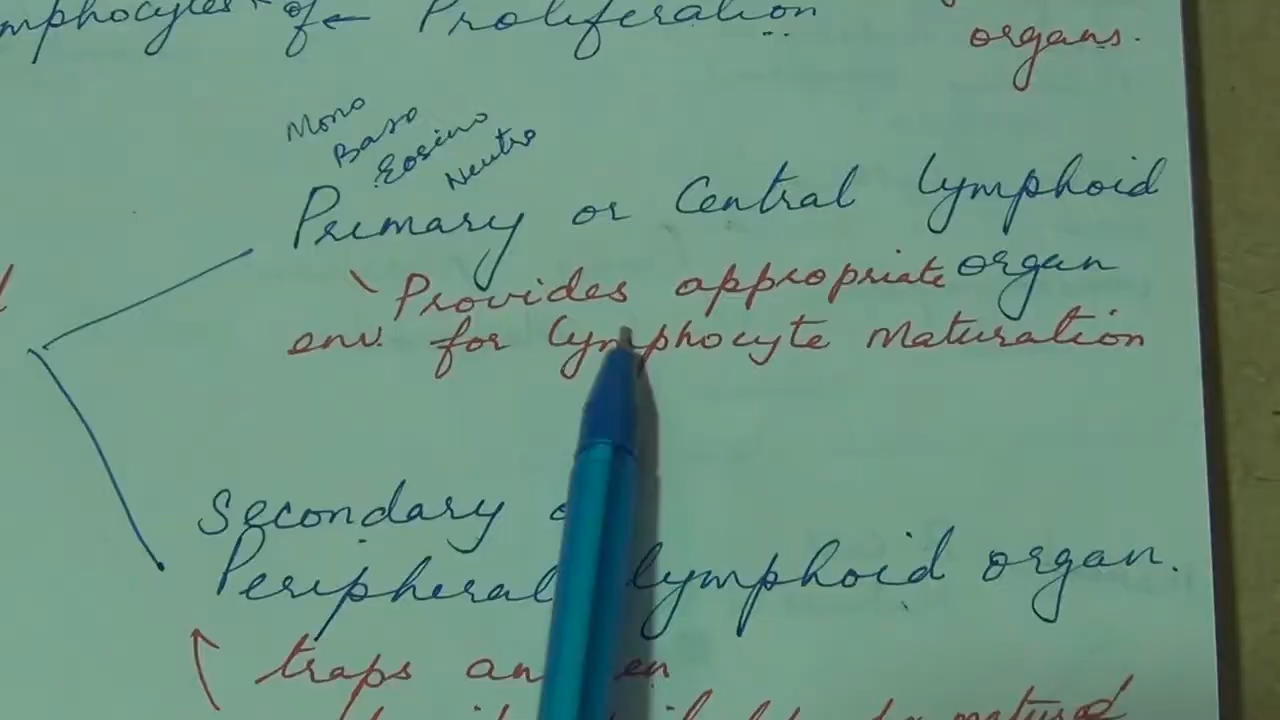 of ← Proliferation
organs.
Mono
Baso
Eosino
Neutro
Primary or Central lymphoid
organ
Provides appropriate
env. for lymphocyte maturation
Secondary
Peripheral lymphoid organ.
traps
matured